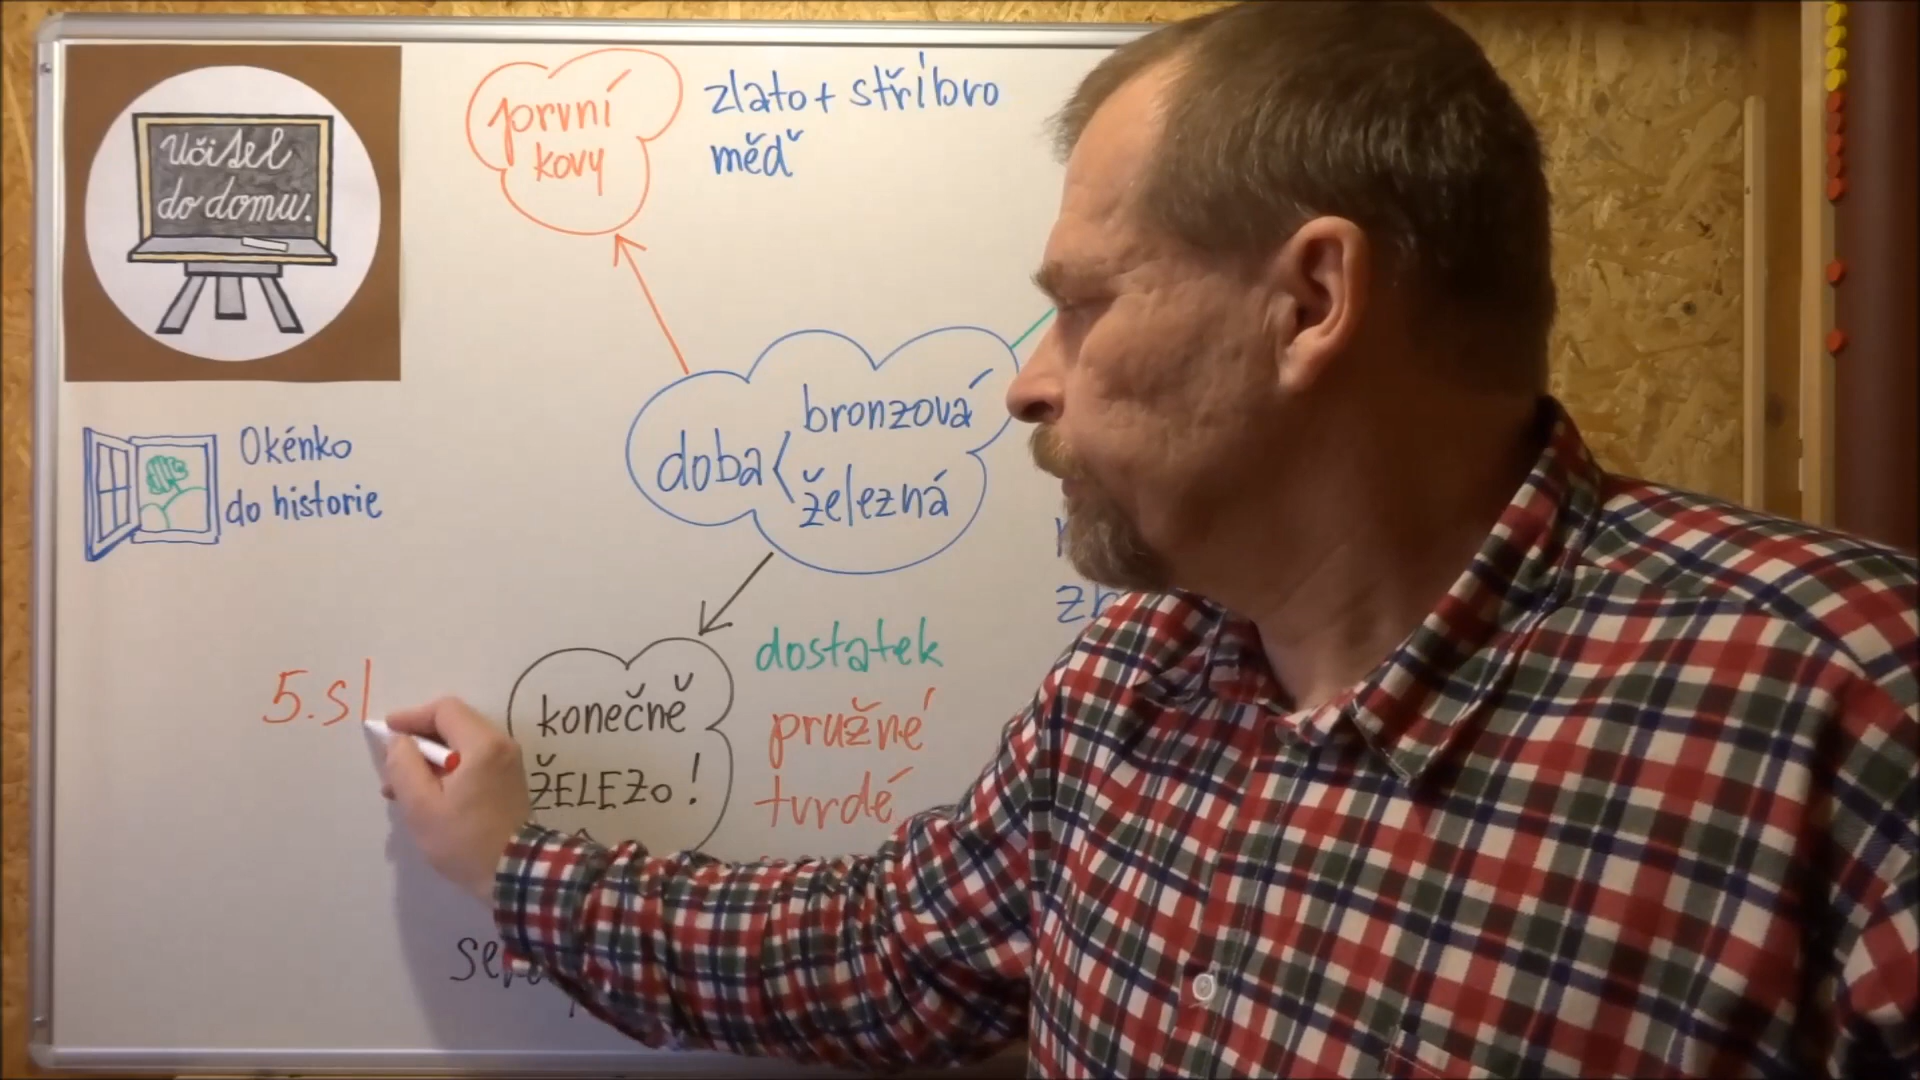 Učitel
do domu.
Okénko
do historie
první
kovy
zlato + stříbro
měď
doba
bronzová
železná
konečně
ŽELEZO!
dostatek
pružné
tvrdé
5. sl